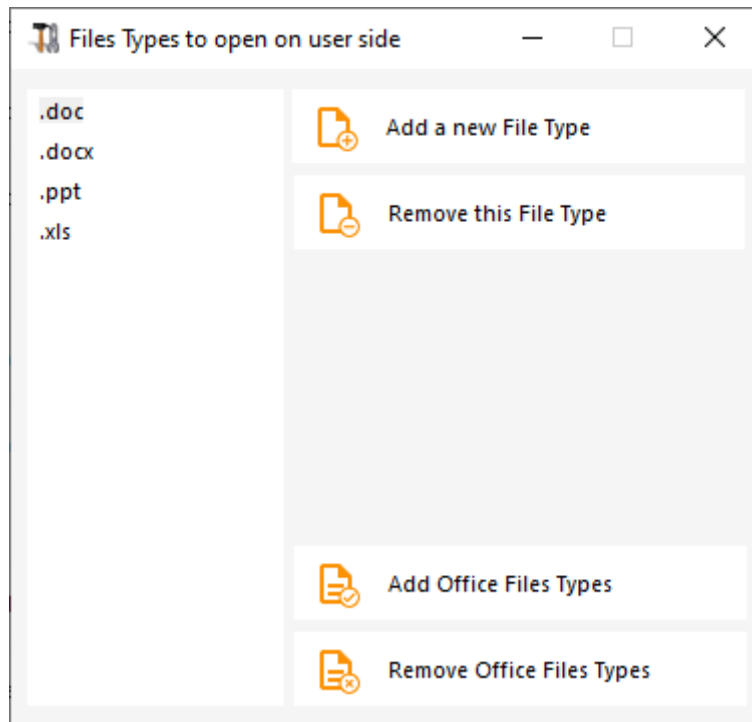 Files Types to open on user side
.doc
.docx
.ppt
.xls
Add a new File Type
Remove this File Type
Add Office Files Types
Remove Office Files Types